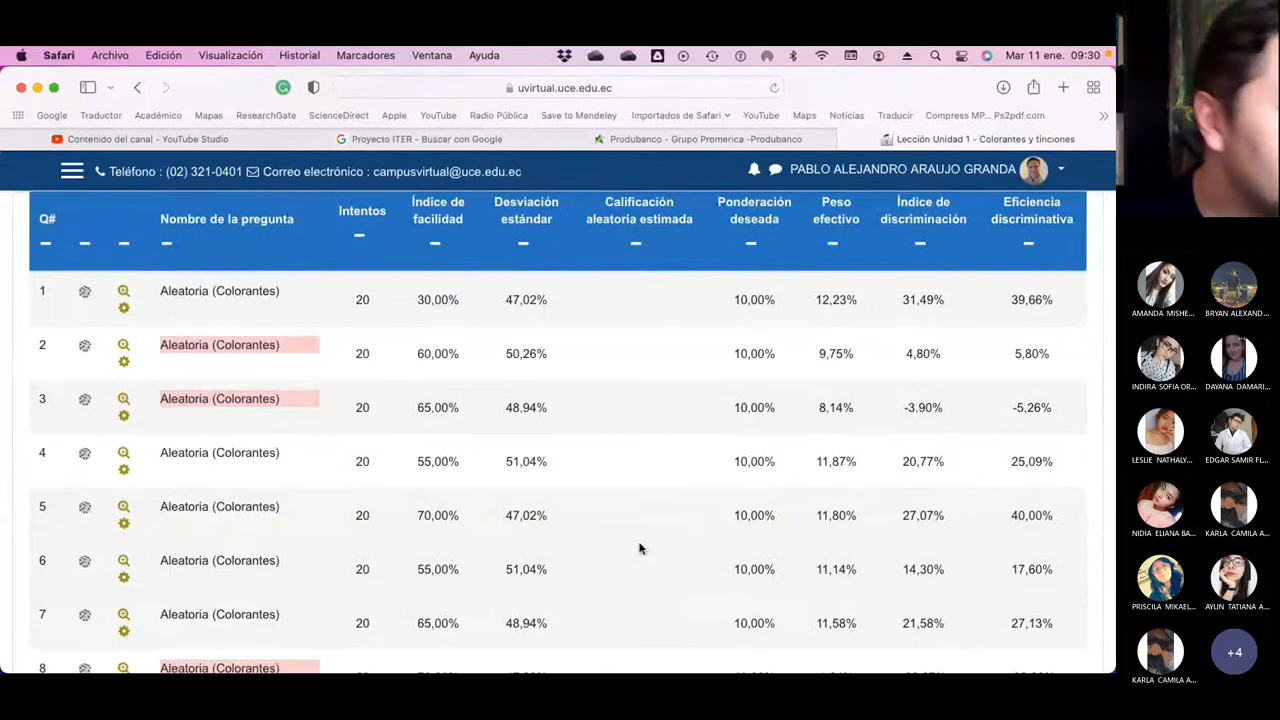 Safari Archivo Edición Visualización Historial Marcadores Ventana Ayuda Mar 11 ene. 09:30
uvirtual.uce.edu.ec
Google Traductor Académico Mapas ResearchGate ScienceDirect Apple YouTube Radio Pública Save to Mendeley Importados de Safari YouTube Maps Noticias Traducir Compress MP... Ps2pdf.com
Contenido del canal - YouTube Studio Proyecto ITER - Buscar con Google Produbanco - Grupo Promerica -Produbanco Lección Unidad 1 - Colorantes y tinciones
Teléfono : (02) 321-0401 Correo electrónico : campusvirtual@uce.edu.ec PABLO ALEJANDRO ARAUJO GRANDA
Q# Nombre de la pregunta Intentos Índice de facilidad Desviación estándar Calificación aleatoria estimada Ponderación deseada Peso efectivo Índice de discriminación Eficiencia discriminativa
1 Aleatoria (Colorantes) 20 30,00% 47,02% 10,00% 12,23% 31,49% 39,66%
2 Aleatoria (Colorantes) 20 60,00% 50,26% 10,00% 9,75% 4,80% 5,80%
3 Aleatoria (Colorantes) 20 65,00% 48,94% 10,00% 8,14% -3,90% -5,26%
4 Aleatoria (Colorantes) 20 55,00% 51,04% 10,00% 11,87% 20,77% 25,09%
5 Aleatoria (Colorantes) 20 70,00% 47,02% 10,00% 11,80% 27,07% 40,00%
6 Aleatoria (Colorantes) 20 55,00% 51,04% 10,00% 11,14% 14,30% 17,60%
7 Aleatoria (Colorantes) 20 65,00% 48,94% 10,00% 11,58% 21,58% 27,13%
8 Aleatoria (Colorantes)
AMANDA MISHE... BRYAN ALEXAND...
INDIRA SOFIA OR... DAYANA DAMARI...
LESLIE NATHALY... EDGAR SAMIR FL...
NIDIA ELIANA BA... KARLA CAMILA A...
PRISCILA MIKAEL... AYLIN TATIANA A...
KARLA CAMILA A... +4